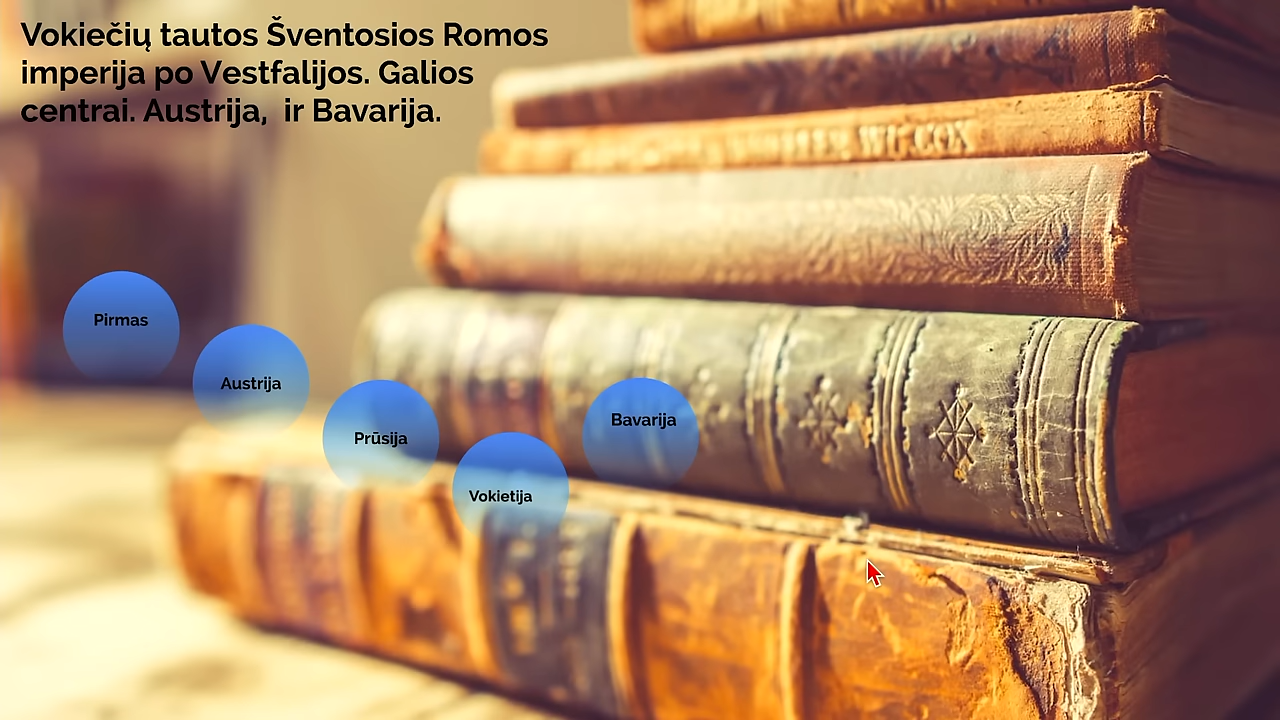 Vokiečių tautos Šventosios Romos
imperija po Vestfalijos. Galios
centrai. Austrija,  ir Bavarija.
Pirmas
Austrija
Prūsija
Vokietija
Bavarija